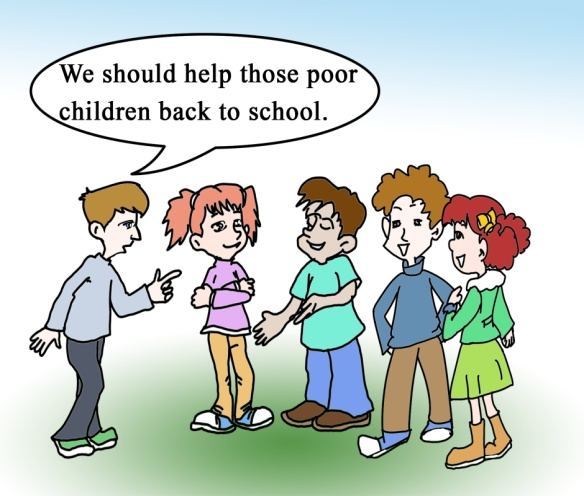 We should help those poor
children back to school.